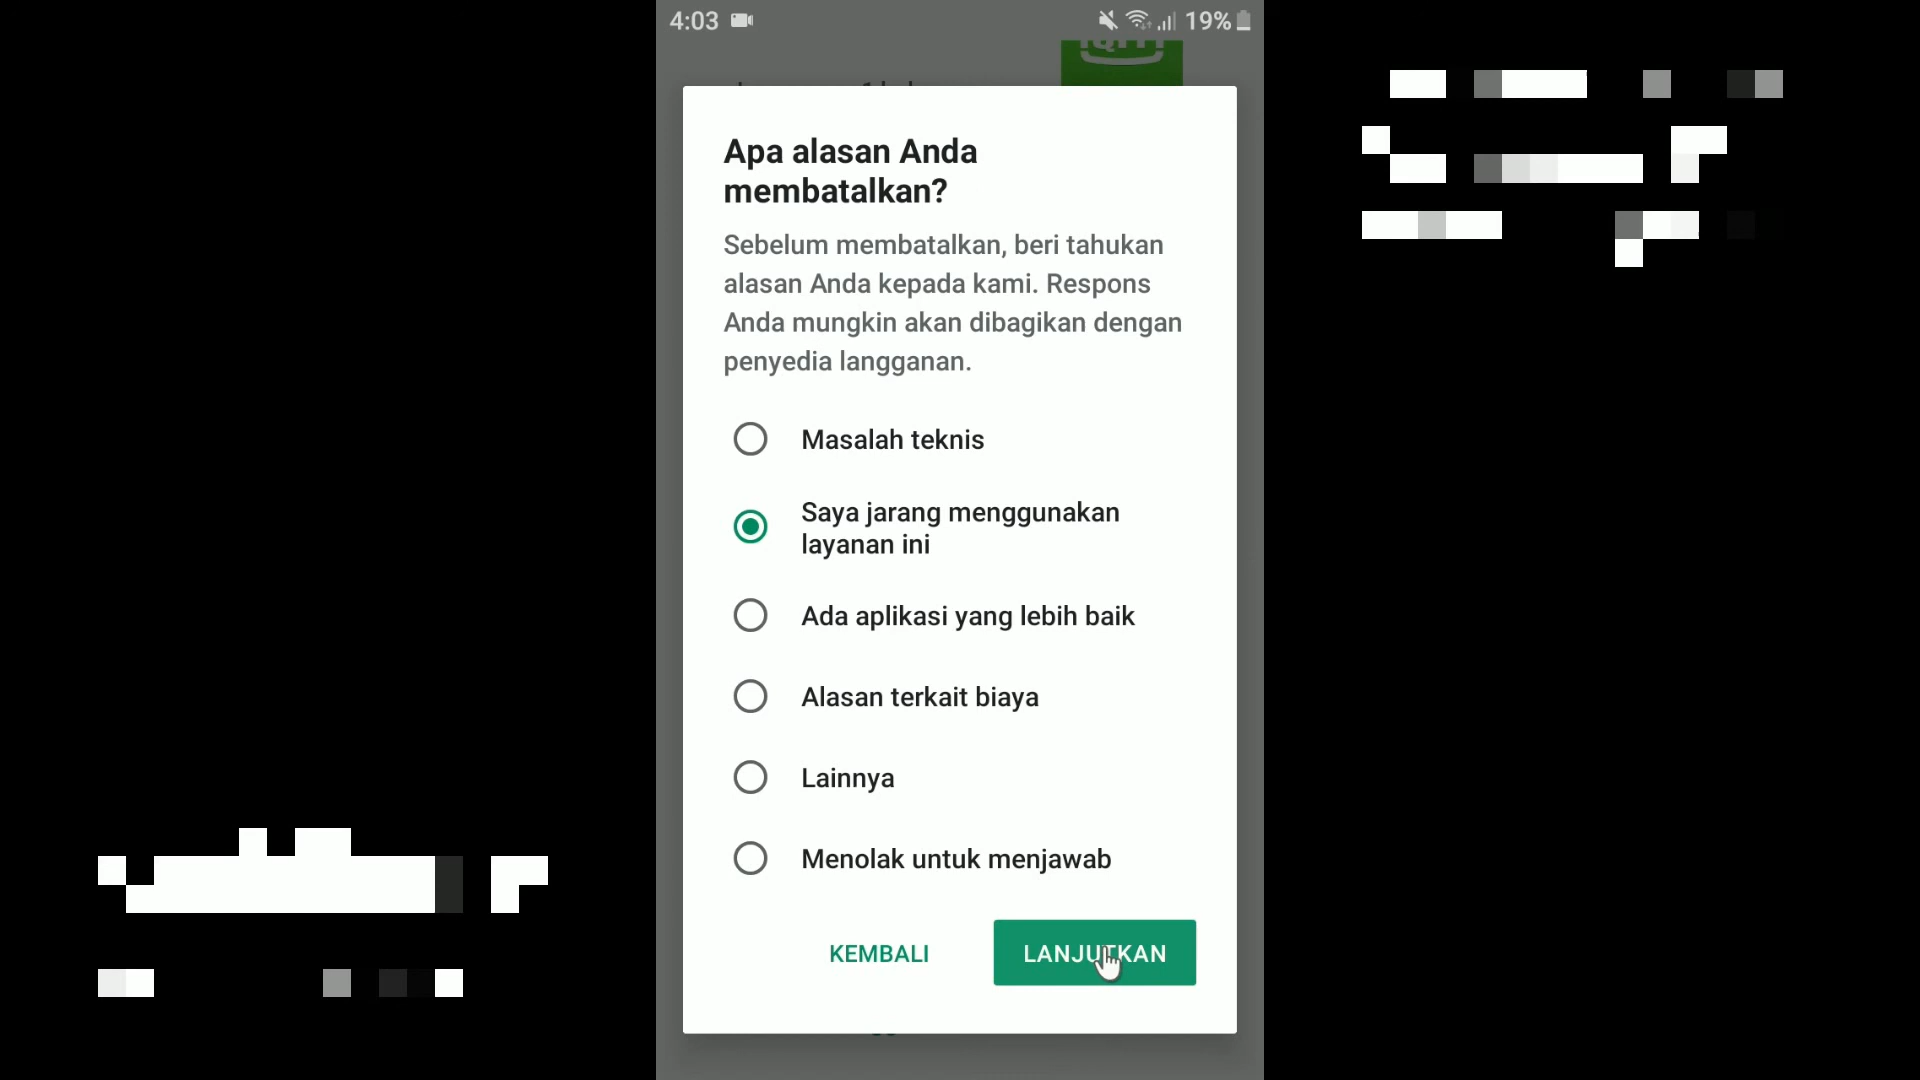 4:03
19%
Apa alasan Anda
membatalkan?
Sebelum membatalkan, beri tahukan
alasan Anda kepada kami. Respons
Anda mungkin akan dibagikan dengan
penyedia langganan.
Masalah teknis
Saya jarang menggunakan
layanan ini
Ada aplikasi yang lebih baik
Alasan terkait biaya
Lainnya
Menolak untuk menjawab
KEMBALI
LANJUTKAN